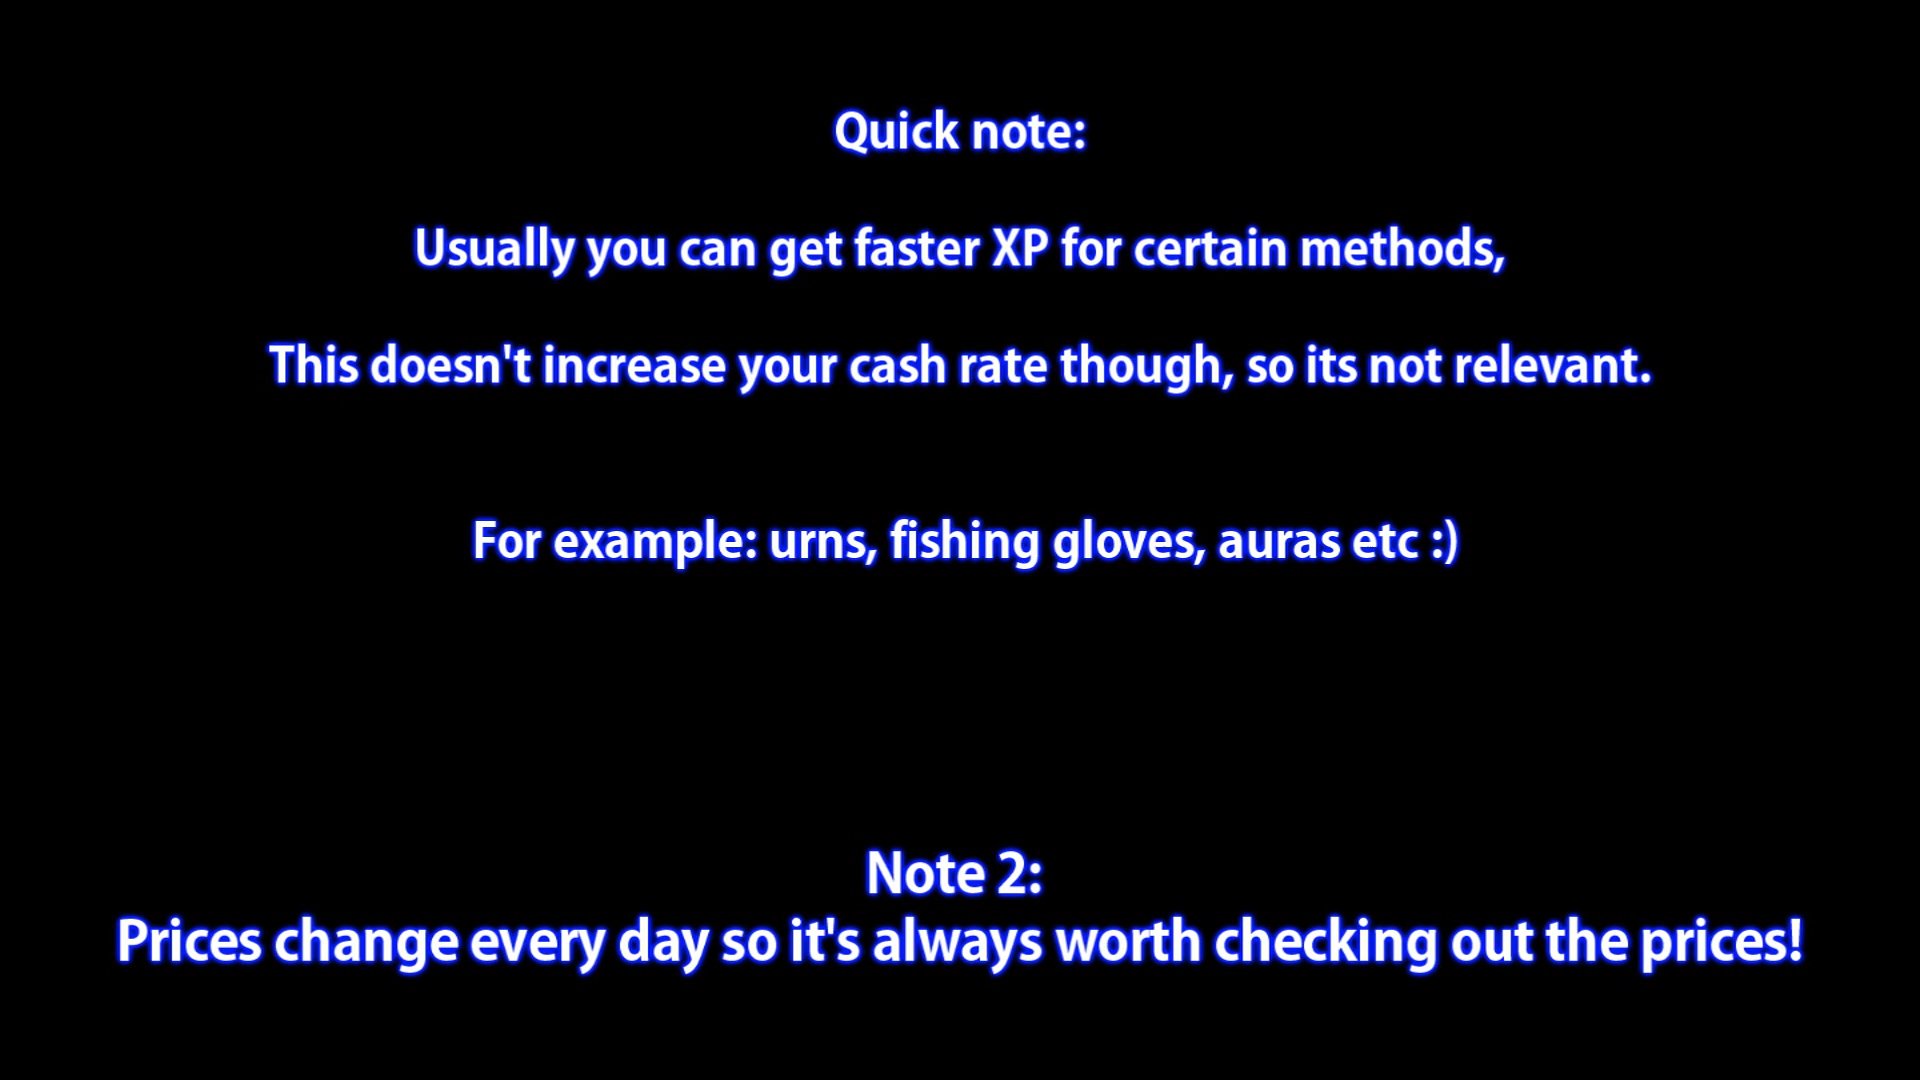 Quick note:
Usually you can get faster XP for certain methods,
This doesn't increase your cash rate though, so its not relevant.
For example: urns, fishing gloves, auras etc :)
Note 2:
Prices change every day so it's always worth checking out the prices!